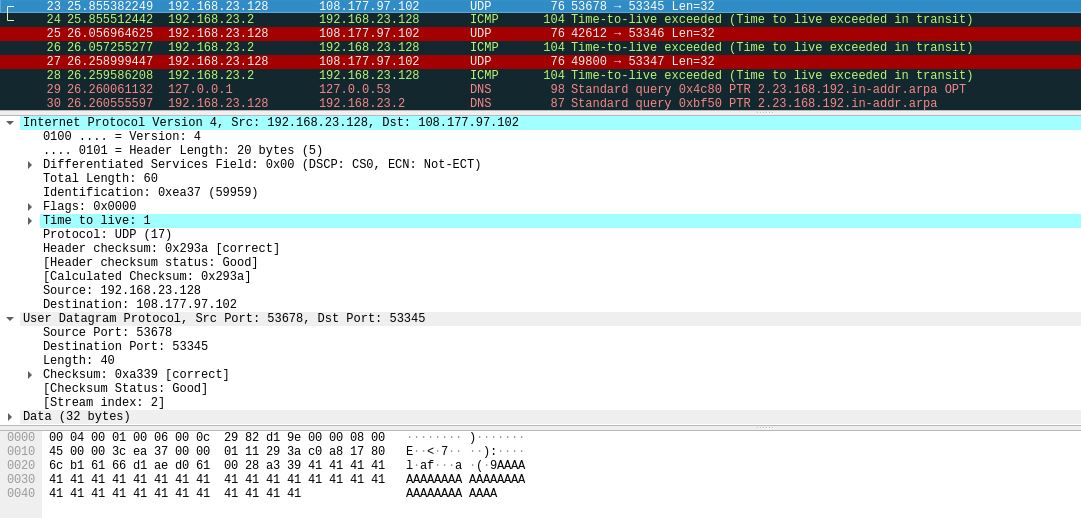 23 25.855382249 192.168.23.128 108.177.97.102 UDP 76 53678 → 53345 Len=32
24 25.855512442 192.168.23.2 192.168.23.128 ICMP 104 Time-to-live exceeded (Time to live exceeded in transit)
25 26.056964625 192.168.23.128 108.177.97.102 UDP 76 42612 → 53346 Len=32
26 26.057255277 192.168.23.2 192.168.23.128 ICMP 104 Time-to-live exceeded (Time to live exceeded in transit)
27 26.258999447 192.168.23.128 108.177.97.102 UDP 76 49800 → 53347 Len=32
28 26.259586208 192.168.23.2 192.168.23.128 ICMP 104 Time-to-live exceeded (Time to live exceeded in transit)
29 26.260061132 127.0.0.1 127.0.0.53 DNS 98 Standard query 0x4c80 PTR 2.23.168.192.in-addr.arpa OPT
30 26.260555597 192.168.23.128 192.168.23.2 DNS 87 Standard query 0xbf50 PTR 2.23.168.192.in-addr.arpa
Internet Protocol Version 4, Src: 192.168.23.128, Dst: 108.177.97.102
0100 .... = Version: 4
.... 0101 = Header Length: 20 bytes (5)
Differentiated Services Field: 0x00 (DSCP: CS0, ECN: Not-ECT)
Total Length: 60
Identification: 0xea37 (59959)
Flags: 0x0000
Time to live: 1
Protocol: UDP (17)
Header checksum: 0x293a [correct]
[Header checksum status: Good]
[Calculated Checksum: 0x293a]
Source: 192.168.23.128
Destination: 108.177.97.102
User Datagram Protocol, Src Port: 53678, Dst Port: 53345
Source Port: 53678
Destination Port: 53345
Length: 40
Checksum: 0xa339 [correct]
[Checksum Status: Good]
[Stream index: 2]
Data (32 bytes)
0000 00 04 00 01 00 06 00 0c 29 82 d1 9e 00 00 08 00 ········ )·······
0010 45 00 00 3c ea 37 00 00 01 11 29 3a c0 a8 17 80 E··<·7·· ··):····
0020 6c b1 61 66 d1 ae d0 61 00 28 a3 39 41 41 41 41 l·af···a ·(·9AAAA
0030 41 41 41 41 41 41 41 41 41 41 41 41 41 41 41 41 AAAAAAAA AAAAAAAA
0040 41 41 41 41 41 41 41 41 41 41 41 41 AAAAAAAA AAAA